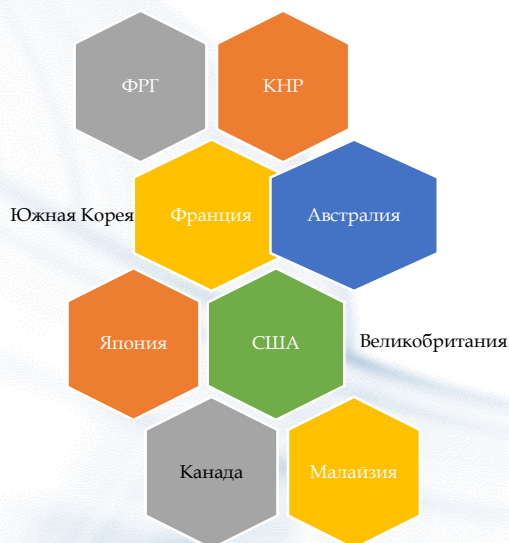 ФРГ
КНР
Южная Корея
Франция
Австралия
Япония
США
Великобритания
Канада
Малайзия